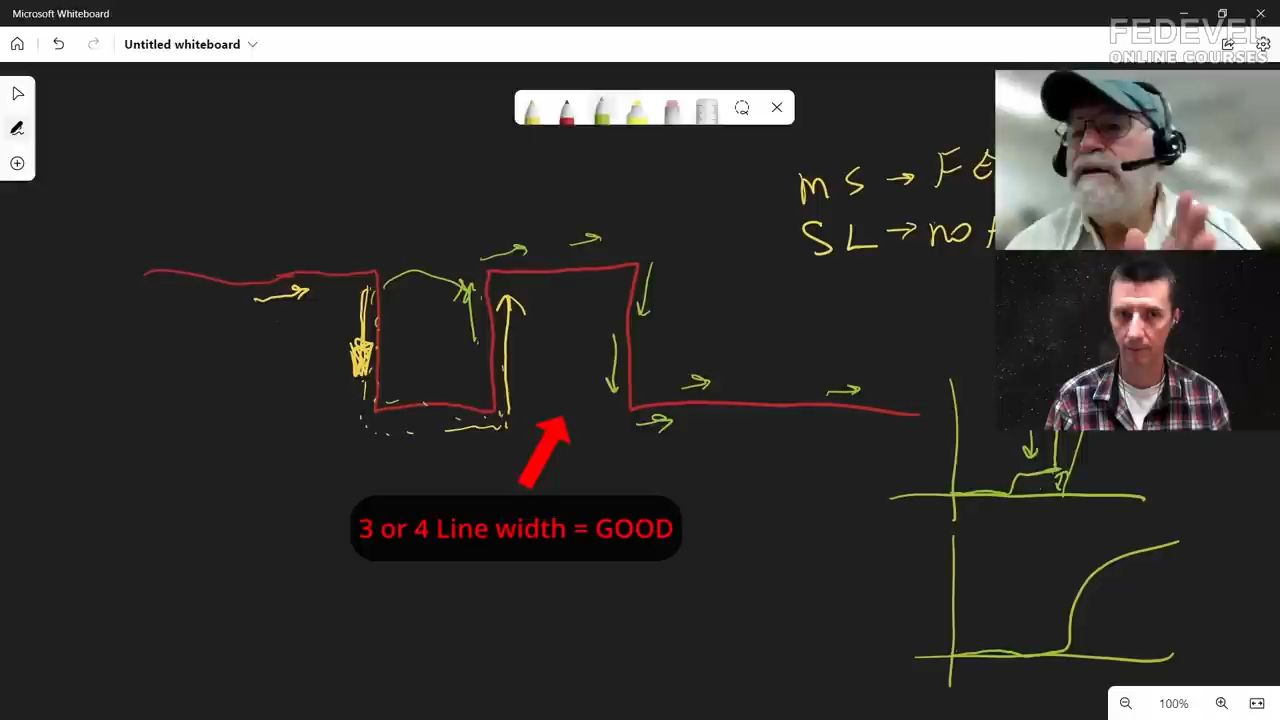 Microsoft Whiteboard
FEDEVEL
ONLINE COURSES
Untitled whiteboard
MS → FE
SL → no
3 or 4 Line width = GOOD
100%